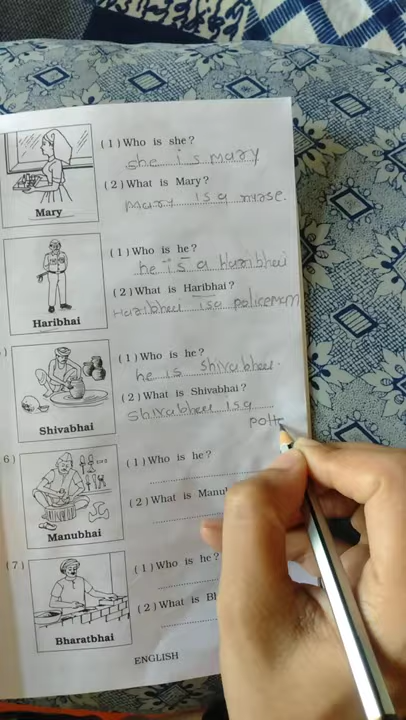 (1) Who is she?
she is mary
(2) What is Mary?
Mary is a nurse.
Mary
(1) Who is he?
he is a Haribhai
(2) What is Haribhai?
Haribhai is a policeman
Haribhai
(1) Who is he?
he is shivabhai.
(2) What is Shivabhai?
Shivabhai is a
pott
Shivabhai
6)
(1) Who is he?
(2) What is Manu
Manubhai
(7)
(1) Who is he?
(2) What is Bh
Bharatbhai
ENGLISH